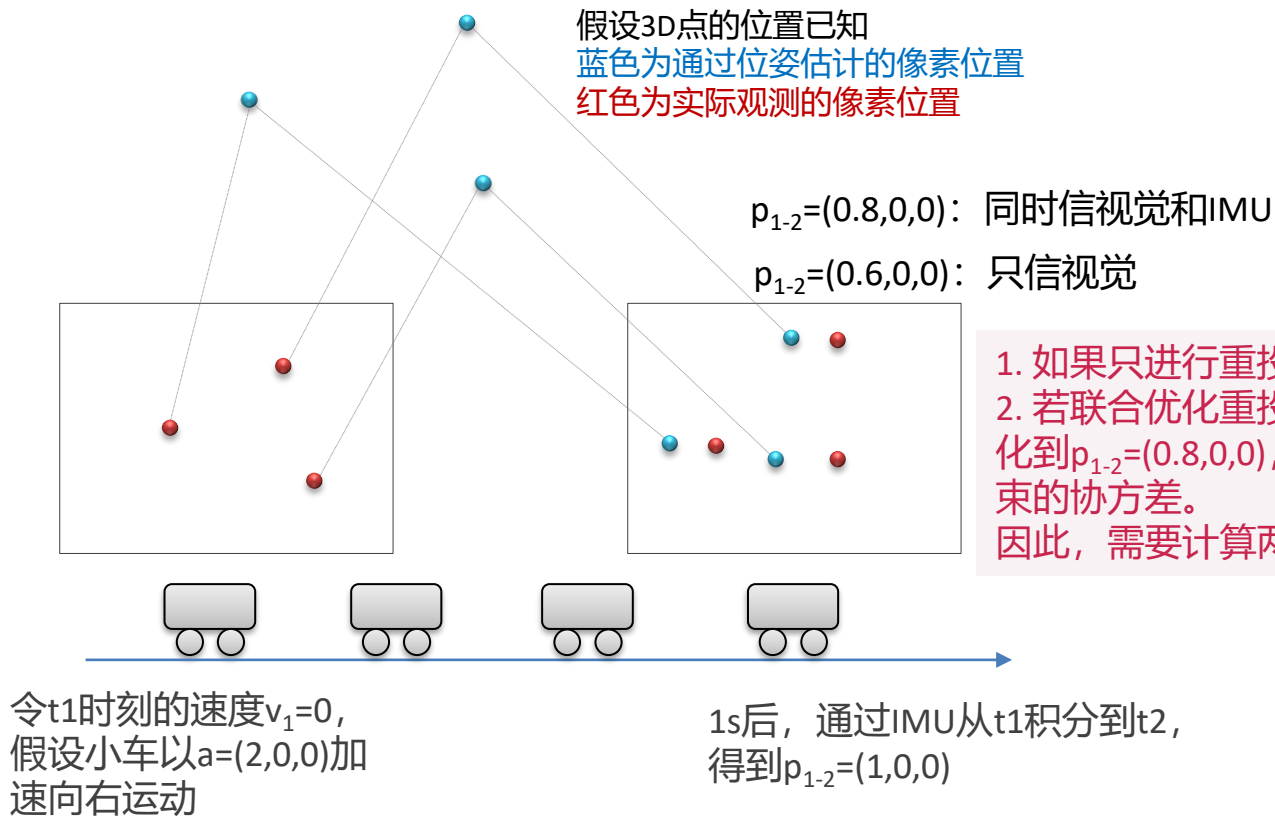 假设3D点的位置已知
蓝色为通过位姿估计的像素位置
红色为实际观测的像素位置
p₁₋₂=(0.8,0,0)：同时信视觉和IMU
p₁₋₂=(0.6,0,0)：只信视觉
1. 如果只进行重投
2. 若联合优化重投
化到p₁₋₂=(0.8,0,0)，
束的协方差。
因此，需要计算两
令t1时刻的速度v₁=0，
假设小车以a=(2,0,0)加
速向右运动
1s后，通过IMU从t1积分到t2，
得到p₁₋₂=(1,0,0)